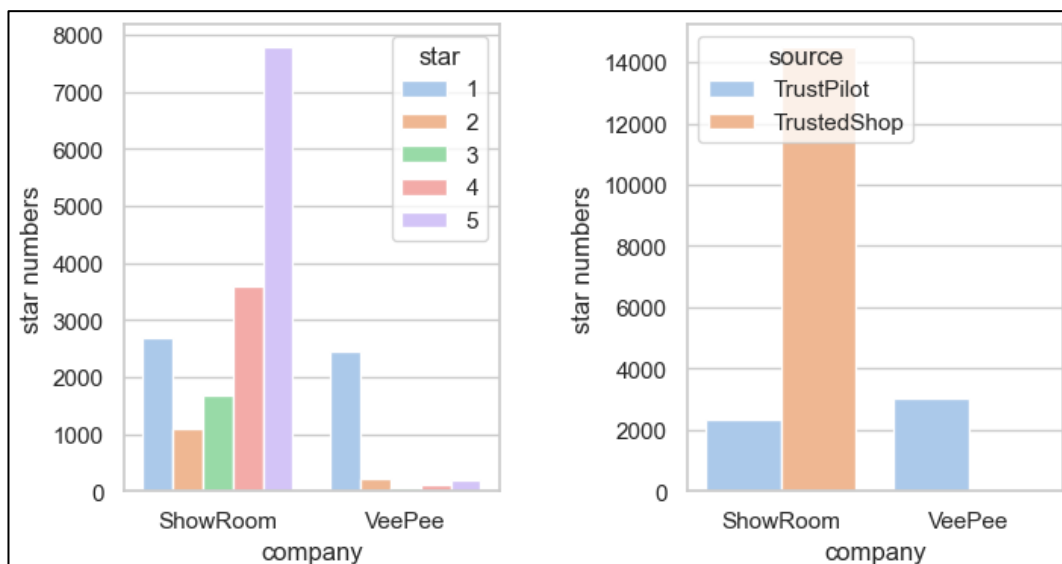 8000
7000
6000
5000
4000
3000
2000
1000
0
star numbers
star
1
2
3
4
5
ShowRoom VeePee
company
14000
12000
10000
8000
6000
4000
2000
0
star numbers
source
TrustPilot
TrustedShop
ShowRoom VeePee
company